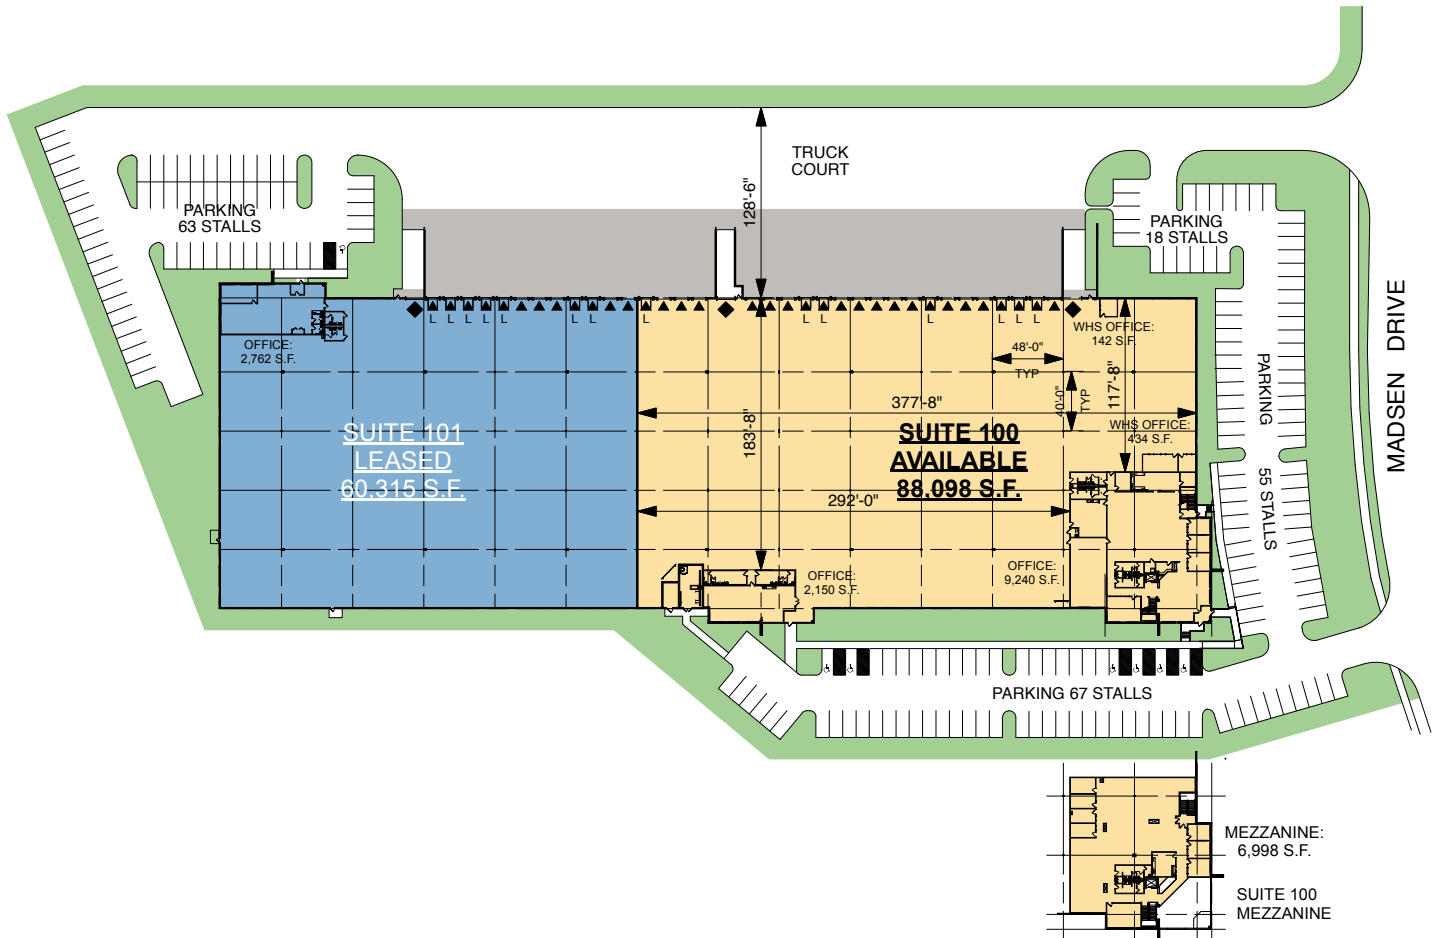 TRUCK
COURT
128'-6"
PARKING
63 STALLS
PARKING
18 STALLS
MADSEN DRIVE
L L L L L L L L L L L L L L
OFFICE:
2,762 S.F.
WHS OFFICE:
142 S.F.
48'-0"
TYP
40'-0"
TYP
117'-8"
377'-8"
183'-8"
SUITE 101
LEASED
60,315 S.F.
SUITE 100
AVAILABLE
88,098 S.F.
WHS OFFICE:
434 S.F.
292'-0"
PARKING
55 STALLS
OFFICE:
2,150 S.F.
OFFICE:
9,240 S.F.
PARKING 67 STALLS
MEZZANINE:
6,998 S.F.
SUITE 100
MEZZANINE